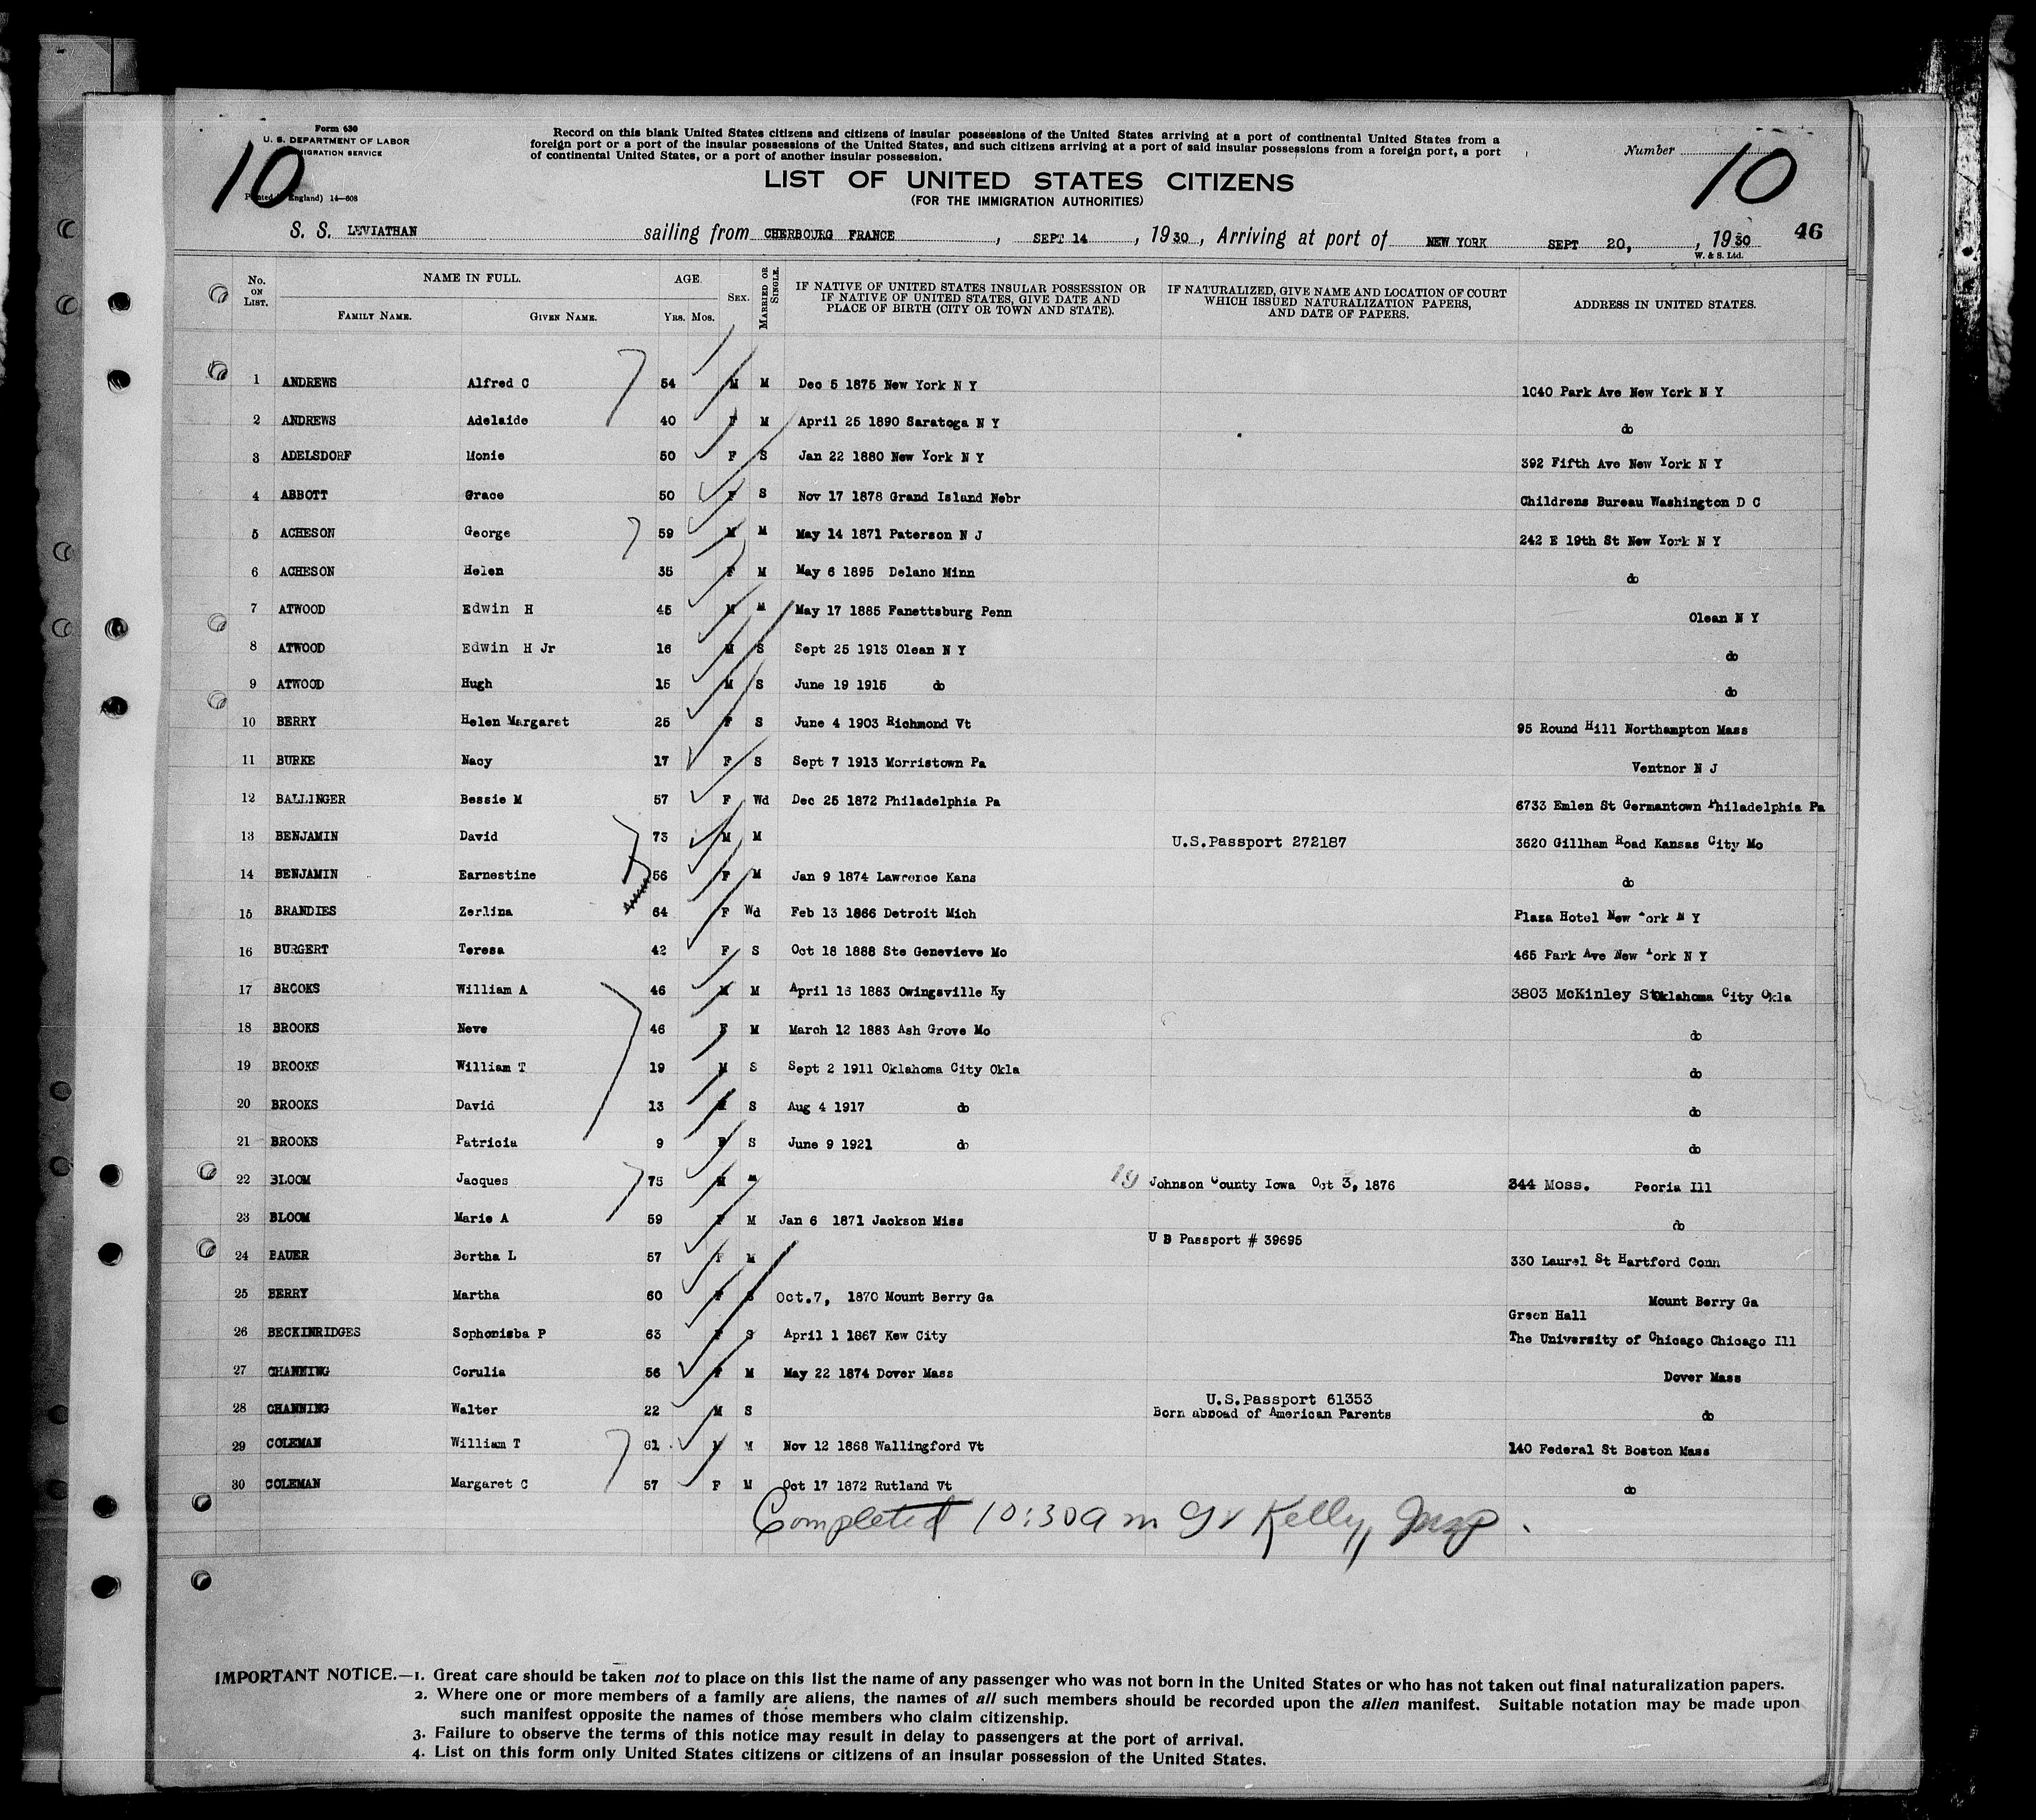 Form 630
U. S. DEPARTMENT OF LABOR
IMMIGRATION SERVICE
10
(Printed in England) 14—608
Record on this blank United States citizens and citizens of insular possessions of the United States arriving at a port of continental United States from a
foreign port or a port of the insular possessions of the United States, and such citizens arriving at a port of said insular possessions from a foreign port, a port
of continental United States, or a port of another insular possession.
Number
10
LIST OF UNITED STATES CITIZENS
(FOR THE IMMIGRATION AUTHORITIES)
S. S. LEVIATHAN sailing from CHERBOURG FRANCE, SEPT 14, 1930, Arriving at port of NEW YORK SEPT 20, , 1930 46
W. & S. Ltd.
No. ON LIST. NAME IN FULL. FAMILY NAME. GIVEN NAME. AGE. YRS. MOS. SEX. MARRIED OR SINGLE. IF NATIVE OF UNITED STATES INSULAR POSSESSION OR IF NATIVE OF UNITED STATES, GIVE DATE AND PLACE OF BIRTH (CITY OR TOWN AND STATE). IF NATURALIZED, GIVE NAME AND LOCATION OF COURT WHICH ISSUED NATURALIZATION PAPERS, AND DATE OF PAPERS. ADDRESS IN UNITED STATES.
1 ANDREWS Alfred C 54 M M Dec 5 1875 New York N Y 1040 Park Ave New York N Y
2 ANDREWS Adelaide 40 F M April 25 1890 Saratoga N Y do
3 ADELSDORF Monie 50 F S Jan 22 1880 New York N Y 392 Fifth Ave New York N Y
4 ABBOTT Grace 50 F S Nov 17 1878 Grand Island Nebr Childrens Bureau Washington D C
5 ACHESON George 59 M M May 14 1871 Paterson N J 242 E 19th St New York N Y
6 ACHESON Helen 35 F M May 6 1895 Delano Minn do
7 ATWOOD Edwin H 45 M M May 17 1885 Fanettsburg Penn Olean N Y
8 ATWOOD Edwin H Jr 16 M S Sept 25 1913 Olean N Y do
9 ATWOOD Hugh 15 M S June 19 1915 do do
10 BERRY Helen Margaret 25 F S June 4 1903 Richmond Vt 95 Round Hill Northampton Mass
11 BURKE Nacy 17 F S Sept 7 1913 Morristown Pa Ventnor N J
12 BALLINGER Bessie M 57 F Wd Dec 25 1872 Philadelphia Pa 6733 Emlen St Germantown Philadelphia Pa
13 BENJAMIN David 73 M M U.S.Passport 272187 3620 Gillham Road Kansas City Mo
14 BENJAMIN Earnestine 56 F M Jan 9 1874 Lawrence Kans do
15 BRANDIES Zerlina 64 F Wd Feb 13 1866 Detroit Mich Plaza Hotel New York N Y
16 BURGERT Teresa 42 F S Oct 18 1888 Ste Genevieve Mo 465 Park Ave New York N Y
17 BROOKS William A 46 M M April 16 1883 Owingsville Ky 3803 McKinley St Oklahoma City Okla
18 BROOKS Neve 46 F M March 12 1883 Ash Grove Mo do
19 BROOKS William T 19 M S Sept 2 1911 Oklahoma City Okla do
20 BROOKS David 13 M S Aug 4 1917 do do
21 BROOKS Patricia 9 F S June 9 1921 do do
22 BLOOM Jacques 75 M M 19 Johnson County Iowa Oct 3, 1876 344 Moss. Peoria Ill
23 BLOOM Marie A 59 F M Jan 6 1871 Jackson Miss do
24 BAUER Bertha L 57 F M U S Passport # 39695 330 Laurel St Hartford Conn
25 BERRY Martha 60 F S Oct.7, 1870 Mount Berry Ga Mount Berry Ga
26 BECKINRIDGES Sophonisba P 63 F S April 1 1867 Kew City Green Hall The University of Chicago Chicago Ill
27 CHANNING Corulia 56 F M May 22 1874 Dover Mass Dover Mass
28 CHANNING Walter 22 M S U.S.Passport 61353 Born abroad of American Parents do
29 COLEMAN William T 61 M M Nov 12 1868 Wallingford Vt 140 Federal St Boston Mass
30 COLEMAN Margaret C 57 F M Oct 17 1872 Rutland Vt do
Completed 10:30 a m Kelly, Insp.
IMPORTANT NOTICE.—1. Great care should be taken not to place on this list the name of any passenger who was not born in the United States or who has not taken out final naturalization papers.
2. Where one or more members of a family are aliens, the names of all such members should be recorded upon the alien manifest. Suitable notation may be made upon
such manifest opposite the names of those members who claim citizenship.
3. Failure to observe the terms of this notice may result in delay to passengers at the port of arrival.
4. List on this form only United States citizens or citizens of an insular possession of the United States.